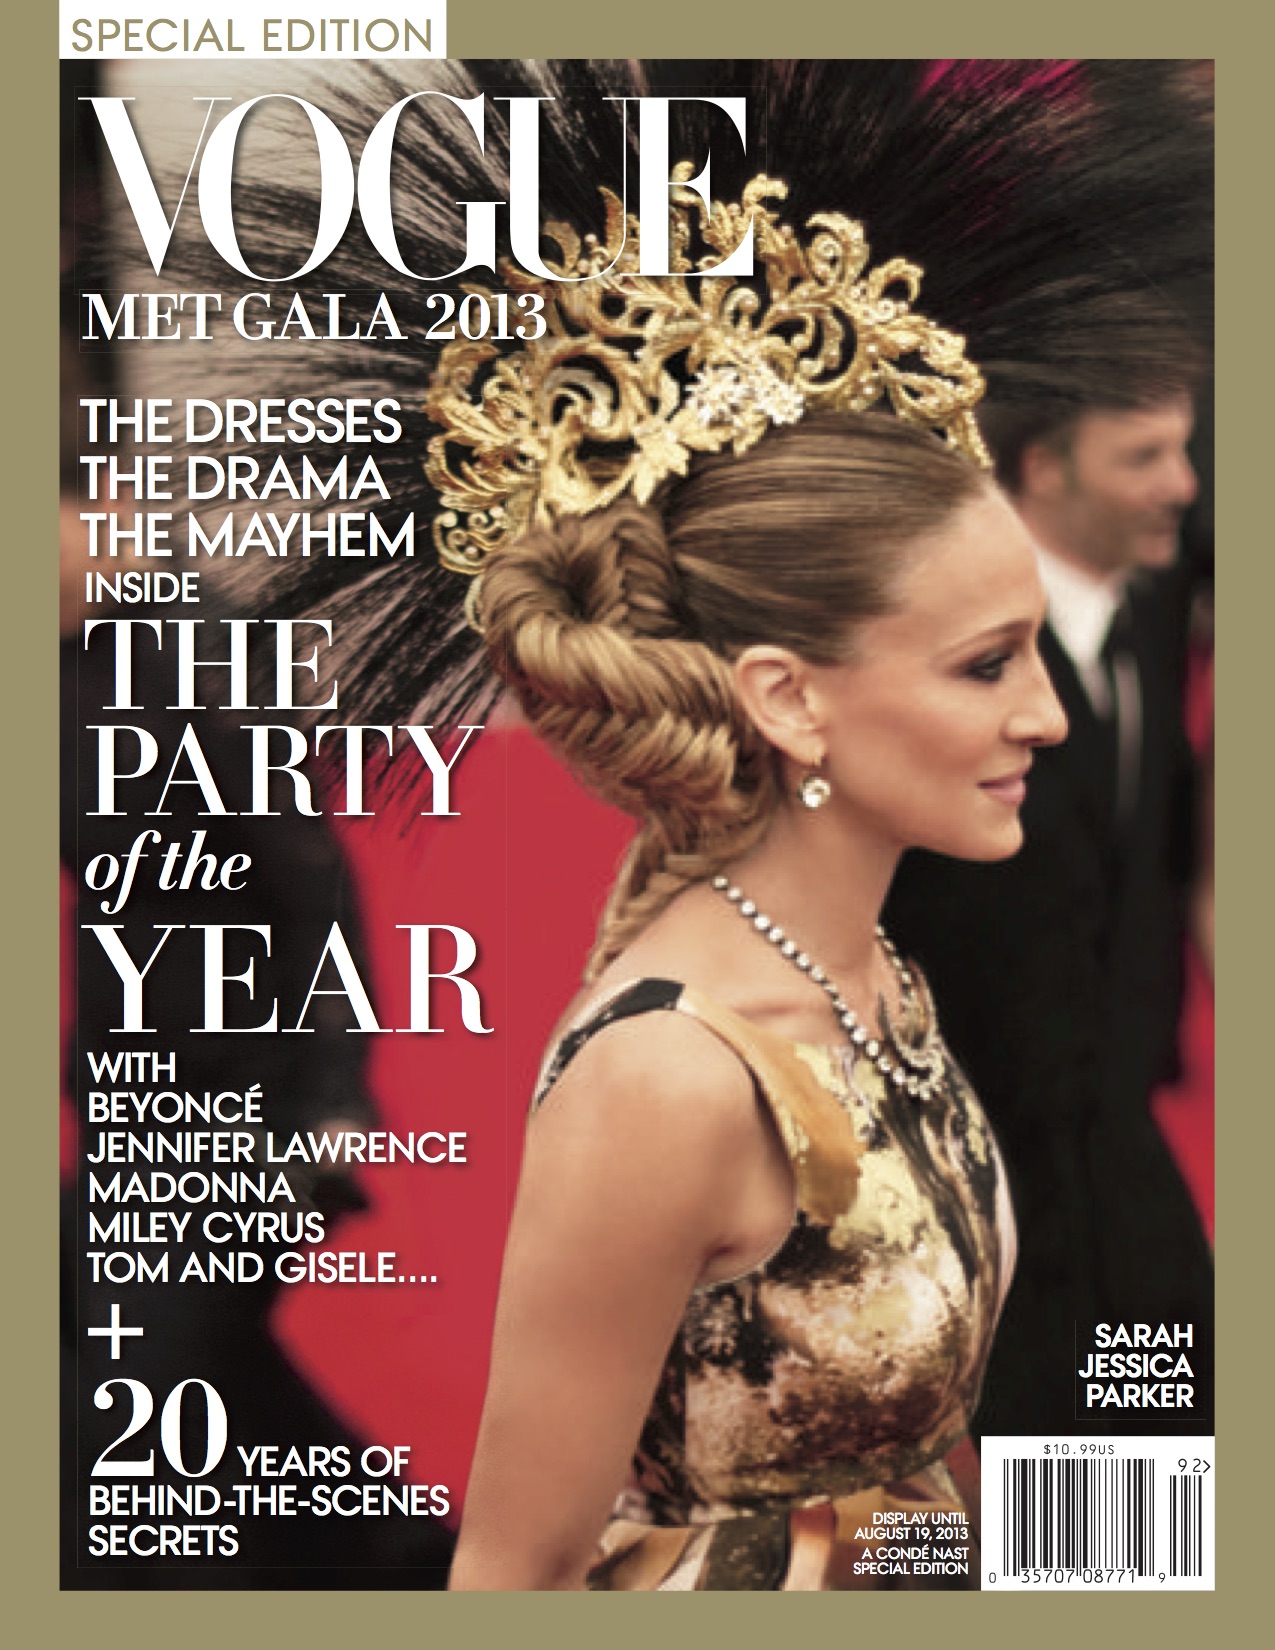 SPECIAL EDITION
VOGUE
MET GALA 2013
THE DRESSES
THE DRAMA
THE MAYHEM
INSIDE
THE
PARTY
of the
YEAR
WITH
BEYONCÉ
JENNIFER LAWRENCE
MADONNA
MILEY CYRUS
TOM AND GISELE....
+
20 YEARS OF
BEHIND-THE-SCENES
SECRETS
SARAH
JESSICA
PARKER
DISPLAY UNTIL
AUGUST 19, 2013
A CONDÉ NAST
SPECIAL EDITION
$10.99US
92>
0 35707 08771 9